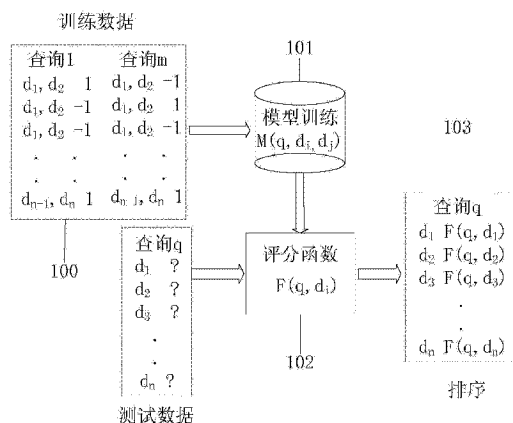 训练数据
查询1 查询m
d₁, d₂ 1 d₁, d₂ -1
d₁, d₂ -1 d₁, d₂ 1
d₁, d₂ -1 d₁, d₂ -1
. . . .
. . . .
dₙ₋₁, dₙ 1 dₙ₋ⱼ, dₙ 1
100
101
模型训练
M(q, dᵢ, dⱼ)
103
查询q
d₁ ?
d₂ ?
d₃ ?
.
.
dₙ ?
测试数据
评分函数
F(q, dᵢ)
102
查询q
d₁ F(q, d₁)
d₂ F(q, d₂)
d₃ F(q, d₃)
.
.
dₙ F(q, dₙ)
排序